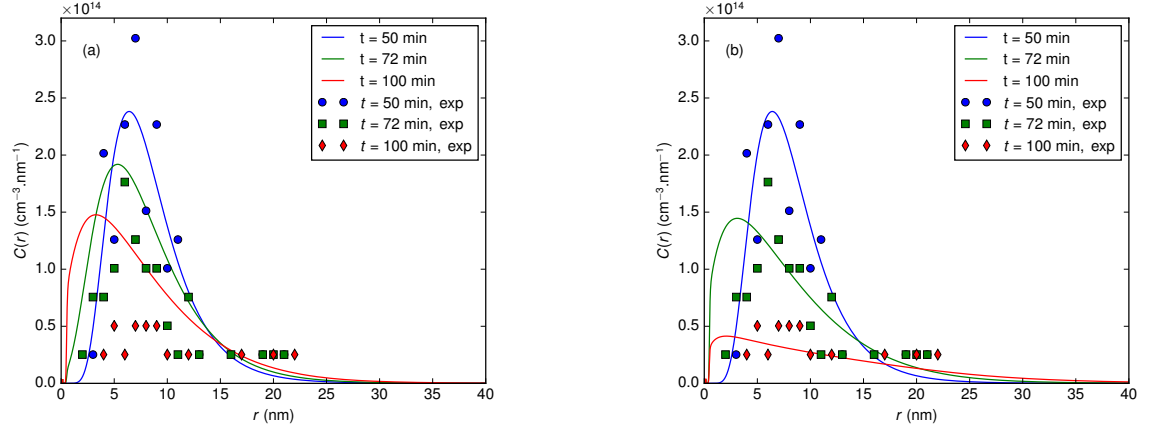 ×10¹⁴
3.0
2.5
2.0
1.5
1.0
0.5
0.0
C(r) (cm⁻³.nm⁻¹)
(a)
t = 50 min
t = 72 min
t = 100 min
t = 50 min, exp
t = 72 min, exp
t = 100 min, exp
0 5 10 15 20 25 30 35 40
r (nm)
×10¹⁴
3.0
2.5
2.0
1.5
1.0
0.5
0.0
C(r) (cm⁻³.nm⁻¹)
(b)
t = 50 min
t = 72 min
t = 100 min
t = 50 min, exp
t = 72 min, exp
t = 100 min, exp
0 5 10 15 20 25 30 35 40
r (nm)